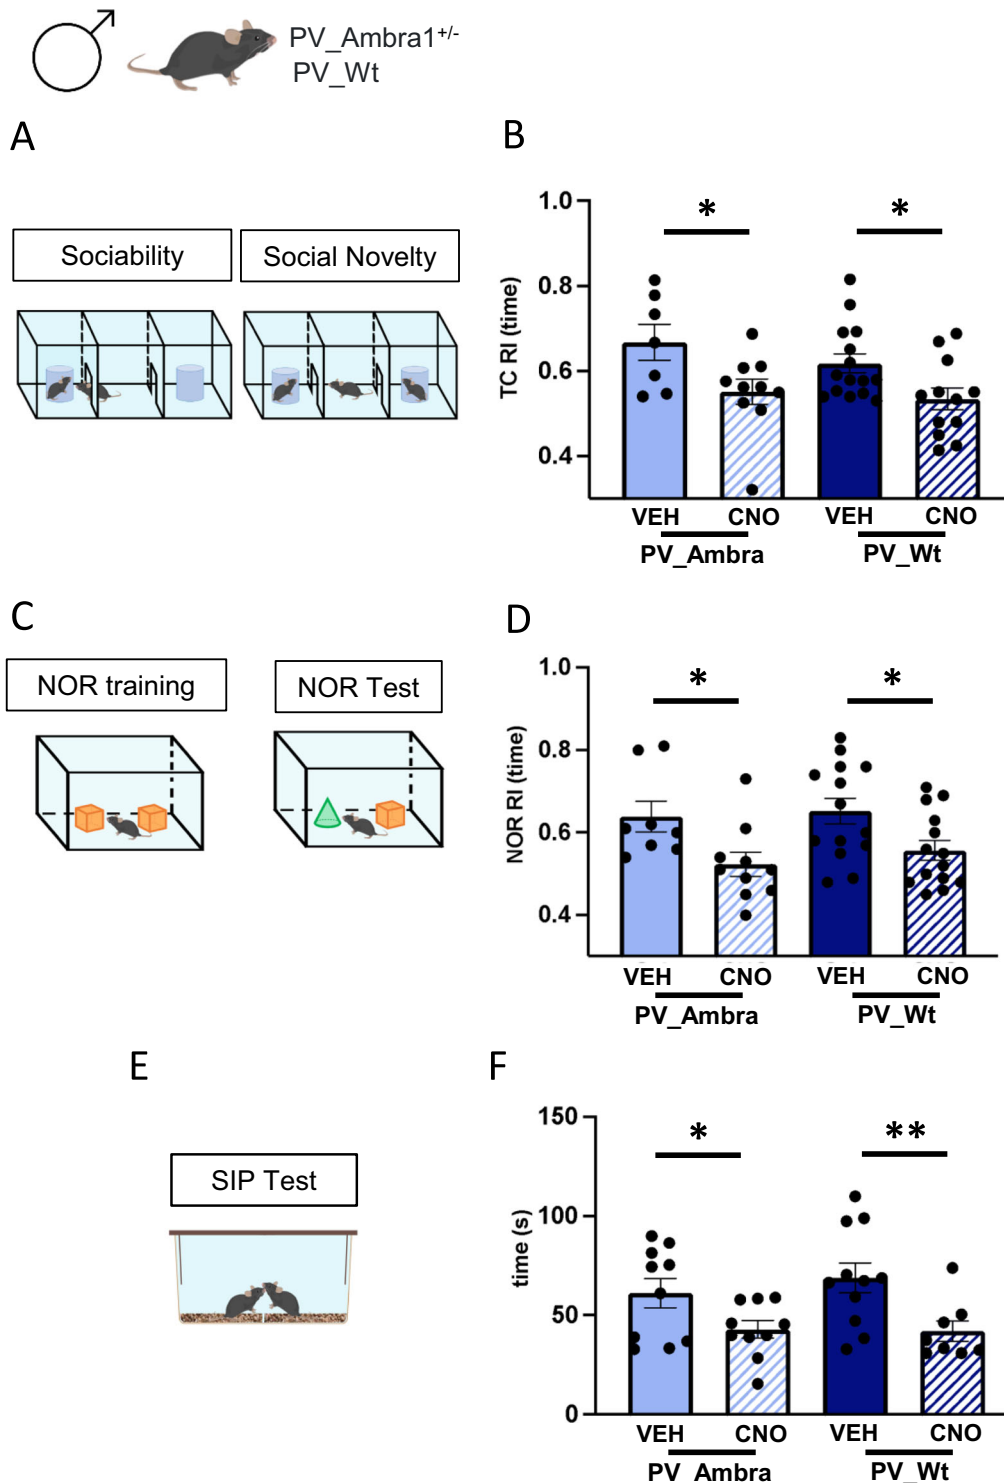 PV_Ambra1+/-
PV_Wt
A
Sociability
Social Novelty
B
TC RI (time)
1.0
0.8
0.6
0.4
*
*
VEH CNO VEH CNO
PV_Ambra PV_Wt
C
NOR training
NOR Test
D
NOR RI (time)
1.0
0.8
0.6
0.4
*
*
VEH CNO VEH CNO
PV_Ambra PV_Wt
E
SIP Test
F
time (s)
150
100
50
0
*
**
VEH CNO VEH CNO
PV_Ambra PV_Wt